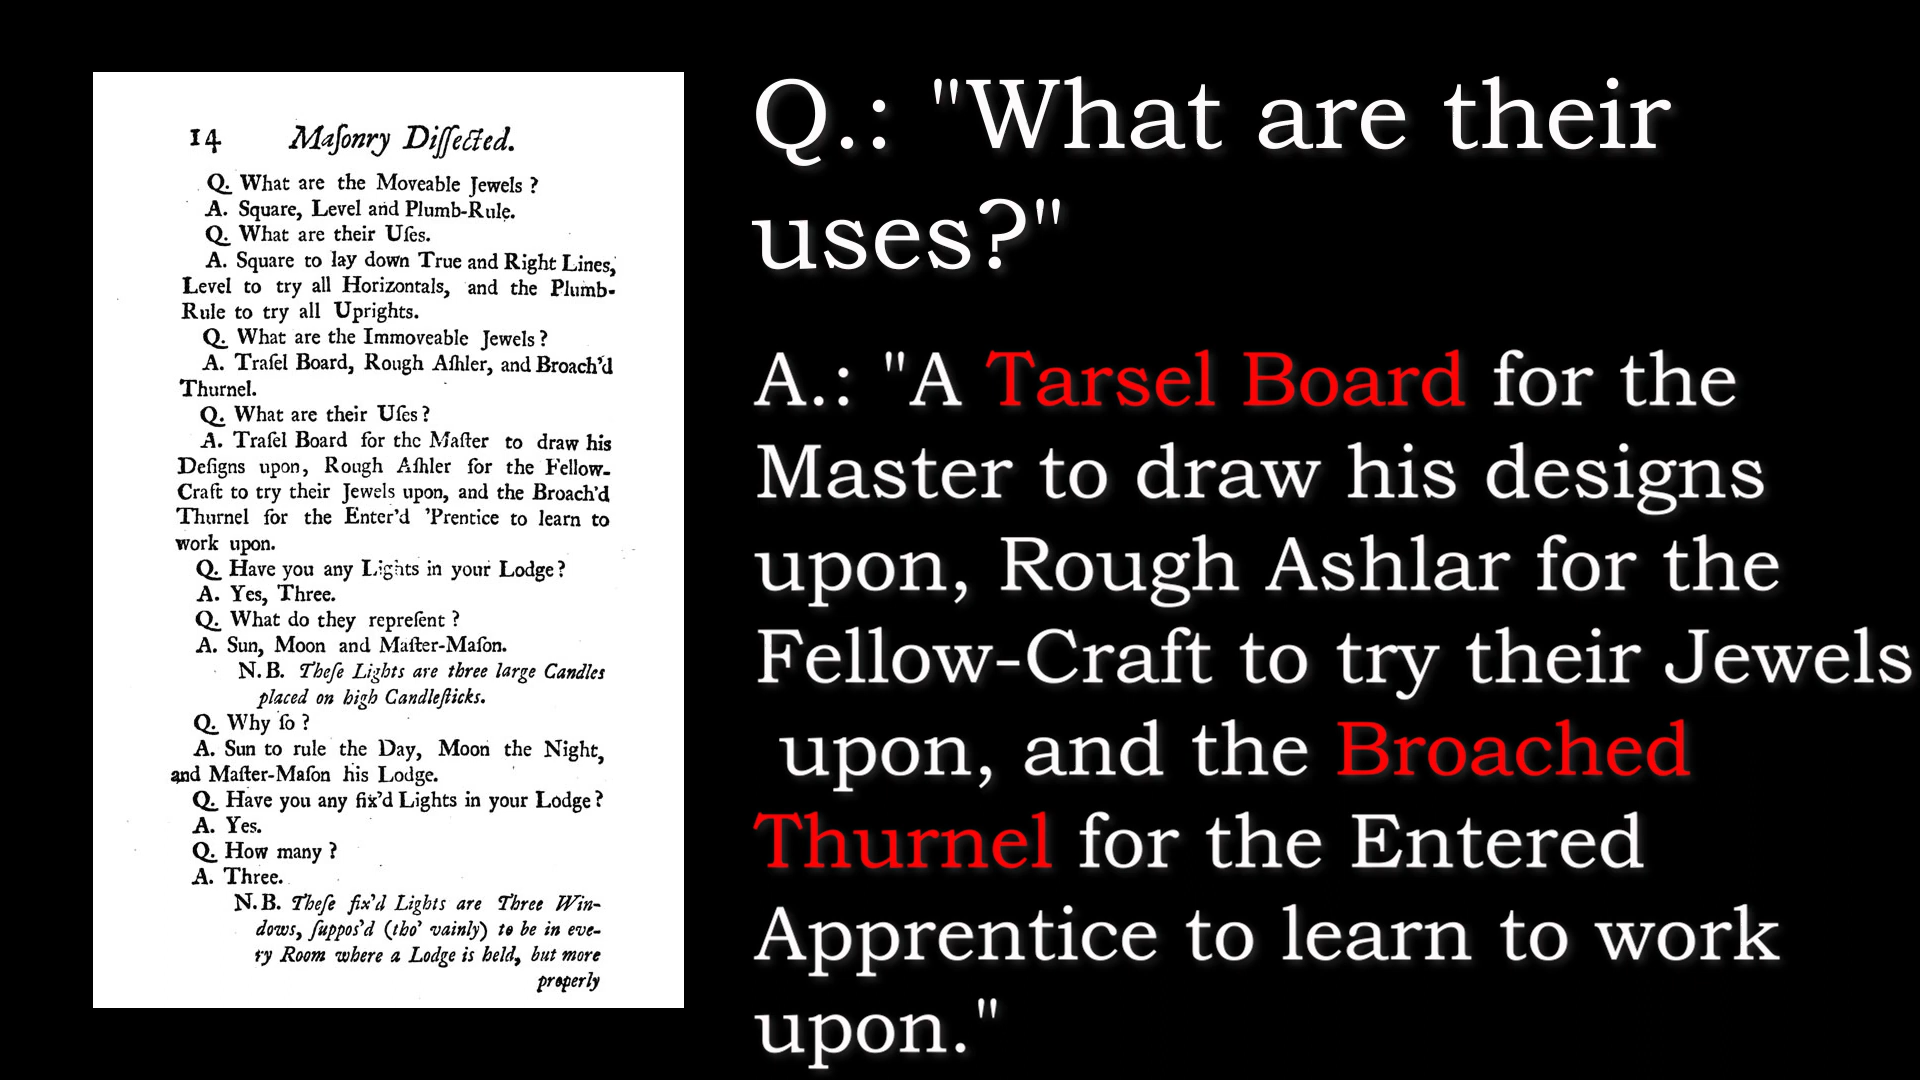 14 Maſonry Diſſected.
Q. What are the Moveable Jewels ?
A. Square, Level and Plumb-Rule.
Q. What are their Uſes.
A. Square to lay down True and Right Lines,
Level to try all Horizontals, and the Plumb-
Rule to try all Uprights.
Q. What are the Immoveable Jewels ?
A. Traſel Board, Rough Aſhler, and Broach'd
Thurnel.
Q. What are their Uſes ?
A. Traſel Board for the Maſter to draw his
Deſigns upon, Rough Aſhler for the Fellow-
Craft to try their Jewels upon, and the Broach'd
Thurnel for the Enter'd 'Prentice to learn to
work upon.
Q. Have you any Lights in your Lodge ?
A. Yes, Three.
Q. What do they repreſent ?
A. Sun, Moon and Maſter-Maſon.
N. B. Theſe Lights are three large Candles
placed on high Candleſticks.
Q. Why ſo ?
A. Sun to rule the Day, Moon the Night,
and Maſter-Maſon his Lodge.
Q. Have you any fix'd Lights in your Lodge ?
A. Yes.
Q. How many ?
A. Three.
N. B. Theſe fix'd Lights are Three Win-
dows, ſuppos'd (tho' vainly) to be in eve-
ry Room where a Lodge is held, but more
properly
Q.: "What are their
uses?"
A.: "A Tarsel Board for the
Master to draw his designs
upon, Rough Ashlar for the
Fellow-Craft to try their Jewels
upon, and the Broached
Thurnel for the Entered
Apprentice to learn to work
upon."